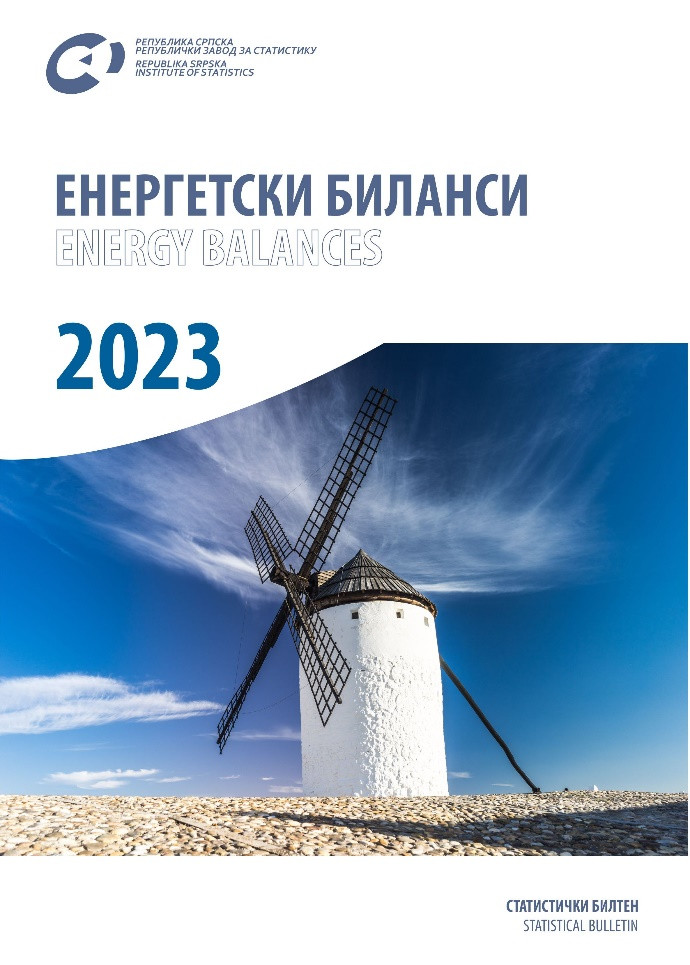 РЕПУБЛИКА СРПСКА
РЕПУБЛИЧКИ ЗАВОД ЗА СТАТИСТИКУ
REPUBLIKA SRPSKA
INSTITUTE OF STATISTICS
ЕНЕРГЕТСКИ БИЛАНСИ
ENERGY BALANCES
2023
СТАТИСТИЧКИ БИЛТЕН
STATISTICAL BULLETIN